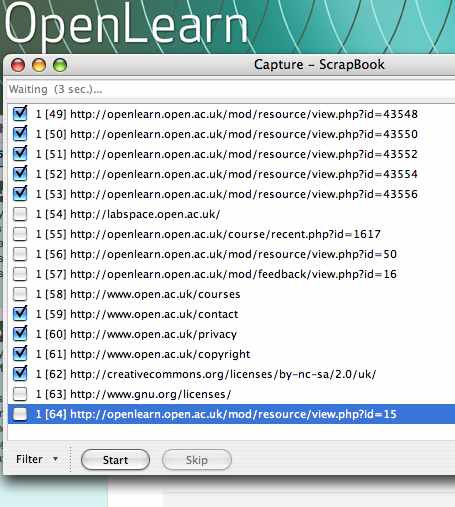 OpenLearn
Capture – ScrapBook
Waiting (3 sec.)...
1 [49] http://openlearn.open.ac.uk/mod/resource/view.php?id=43548
1 [50] http://openlearn.open.ac.uk/mod/resource/view.php?id=43550
1 [51] http://openlearn.open.ac.uk/mod/resource/view.php?id=43552
1 [52] http://openlearn.open.ac.uk/mod/resource/view.php?id=43554
1 [53] http://openlearn.open.ac.uk/mod/resource/view.php?id=43556
1 [54] http://labspace.open.ac.uk/
1 [55] http://openlearn.open.ac.uk/course/recent.php?id=1617
1 [56] http://openlearn.open.ac.uk/mod/resource/view.php?id=50
1 [57] http://openlearn.open.ac.uk/mod/feedback/view.php?id=16
1 [58] http://www.open.ac.uk/courses
1 [59] http://www.open.ac.uk/contact
1 [60] http://www.open.ac.uk/privacy
1 [61] http://www.open.ac.uk/copyright
1 [62] http://creativecommons.org/licenses/by-nc-sa/2.0/uk/
1 [63] http://www.gnu.org/licenses/
1 [64] http://openlearn.open.ac.uk/mod/resource/view.php?id=15
Filter Start Skip